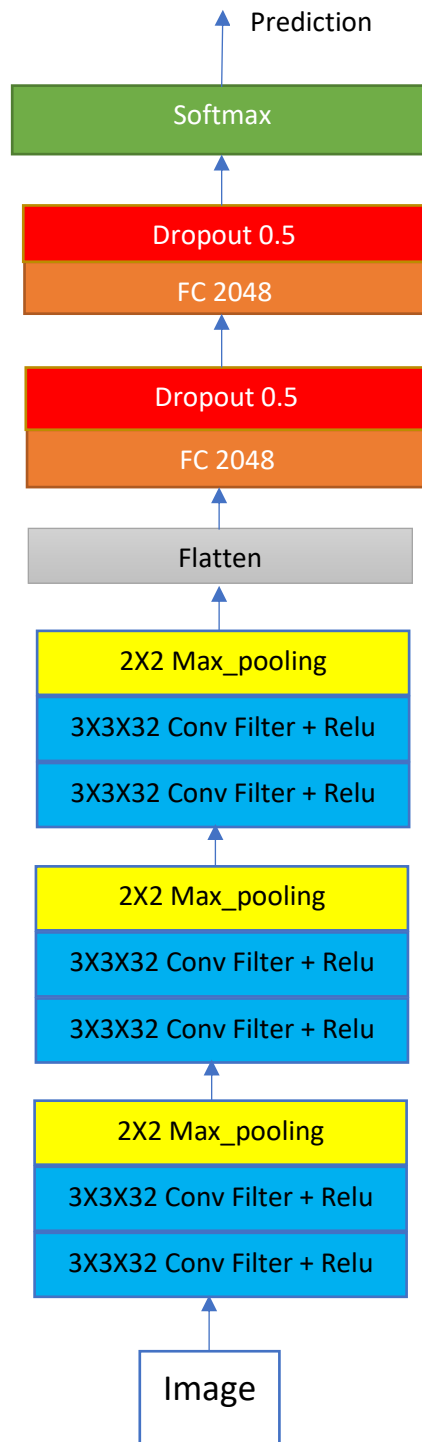 Prediction
Softmax
Dropout 0.5
FC 2048
Dropout 0.5
FC 2048
Flatten
2X2 Max_pooling
3X3X32 Conv Filter + Relu
3X3X32 Conv Filter + Relu
2X2 Max_pooling
3X3X32 Conv Filter + Relu
3X3X32 Conv Filter + Relu
2X2 Max_pooling
3X3X32 Conv Filter + Relu
3X3X32 Conv Filter + Relu
Image